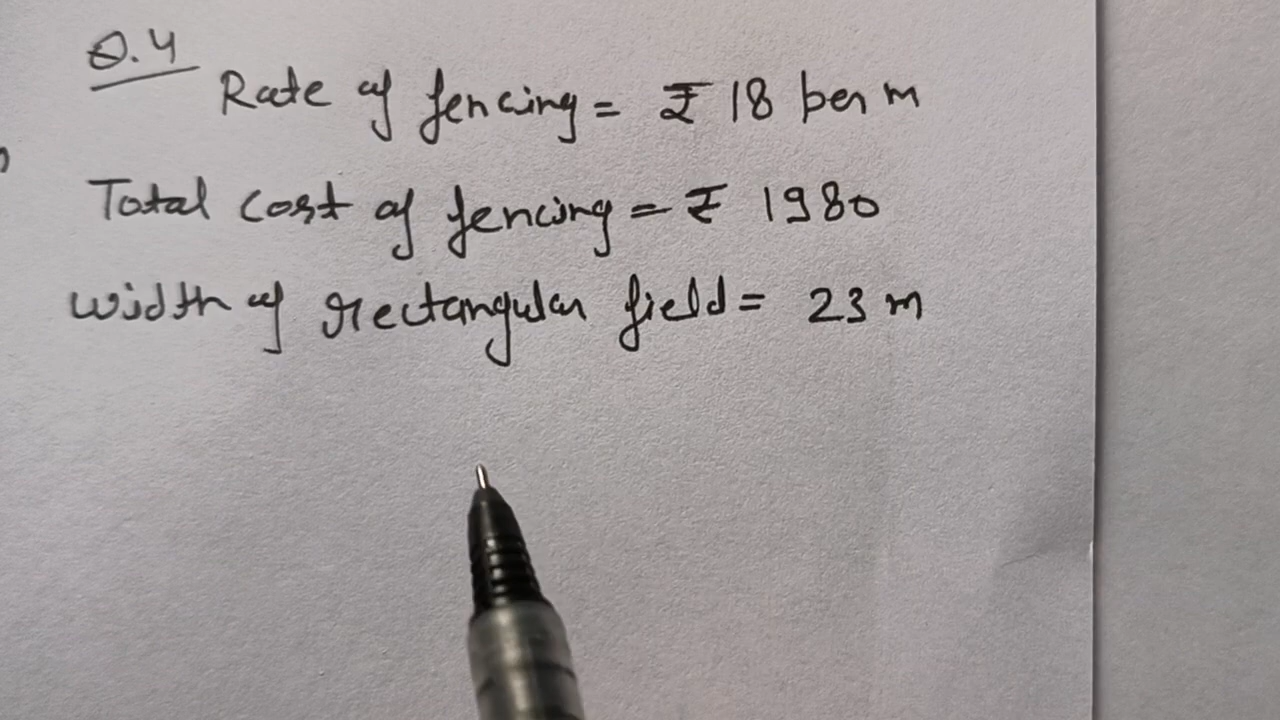 Q.4
Rate of fencing = ₹ 18 per m
Total cost of fencing = ₹ 1980
Width of rectangular field = 23 m